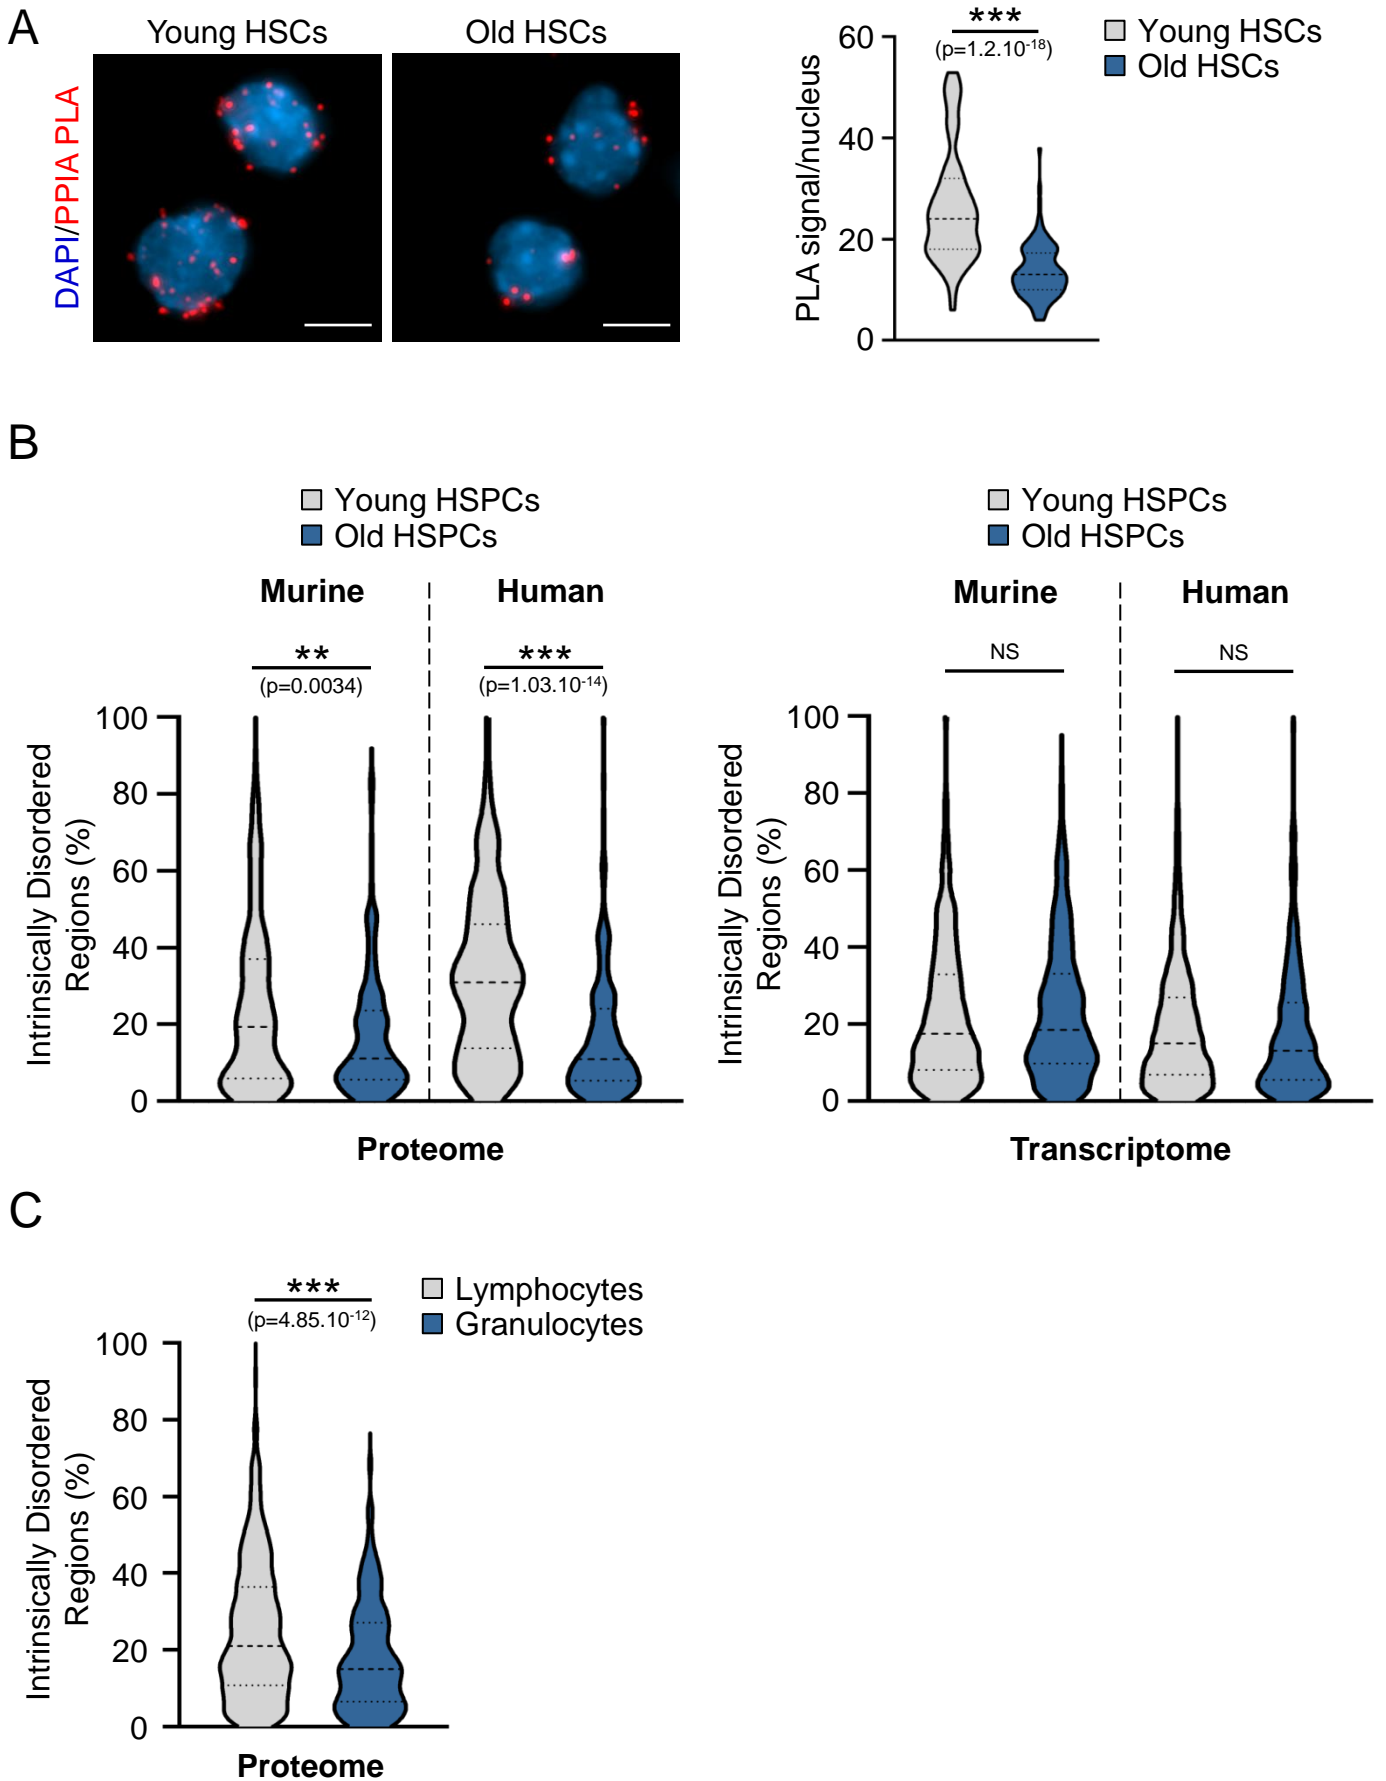 A
Young HSCs
Old HSCs
DAPI/PPIA PLA
***
(p=1.2.10-18)
Young HSCs
Old HSCs
PLA signal/nucleus
60
40
20
0
B
Young HSPCs
Old HSPCs
Murine
Human
**
(p=0.0034)
***
(p=1.03.10-14)
Intrinsically Disordered
Regions (%)
100
80
60
40
20
0
Proteome
Young HSPCs
Old HSPCs
Murine
Human
NS
NS
Intrinsically Disordered
Regions (%)
100
80
60
40
20
0
Transcriptome
C
***
(p=4.85.10-12)
Lymphocytes
Granulocytes
Intrinsically Disordered
Regions (%)
100
80
60
40
20
0
Proteome